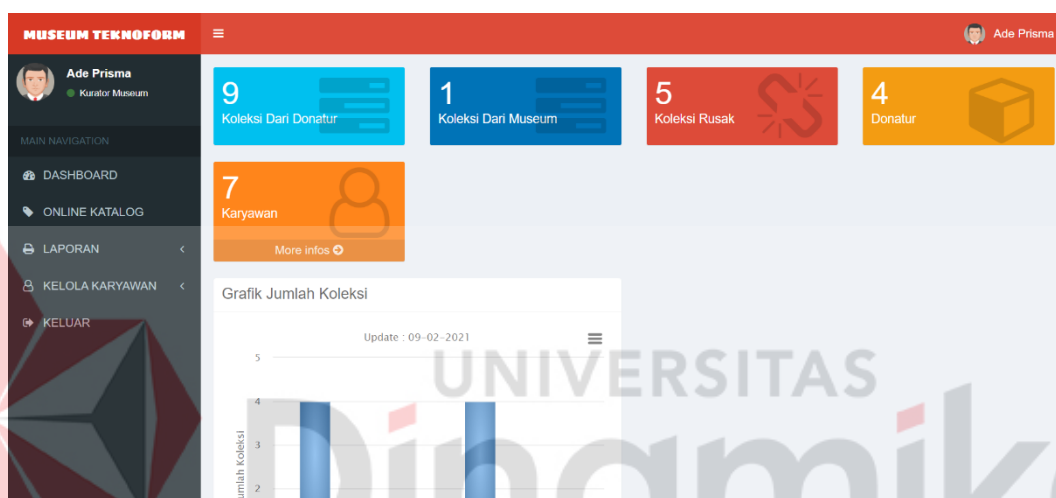 MUSEUM TEKNOFORM
Ade Prisma
Ade Prisma
Kurator Museum
MAIN NAVIGATION
DASHBOARD
ONLINE KATALOG
LAPORAN
KELOLA KARYAWAN
KELUAR
9
Koleksi Dari Donatur
1
Koleksi Dari Museum
5
Koleksi Rusak
4
Donatur
7
Karyawan
More infos
Grafik Jumlah Koleksi
Update : 09-02-2021
5
4
3
2
Jumlah Koleksi
UNIVERSITAS
Dinamika